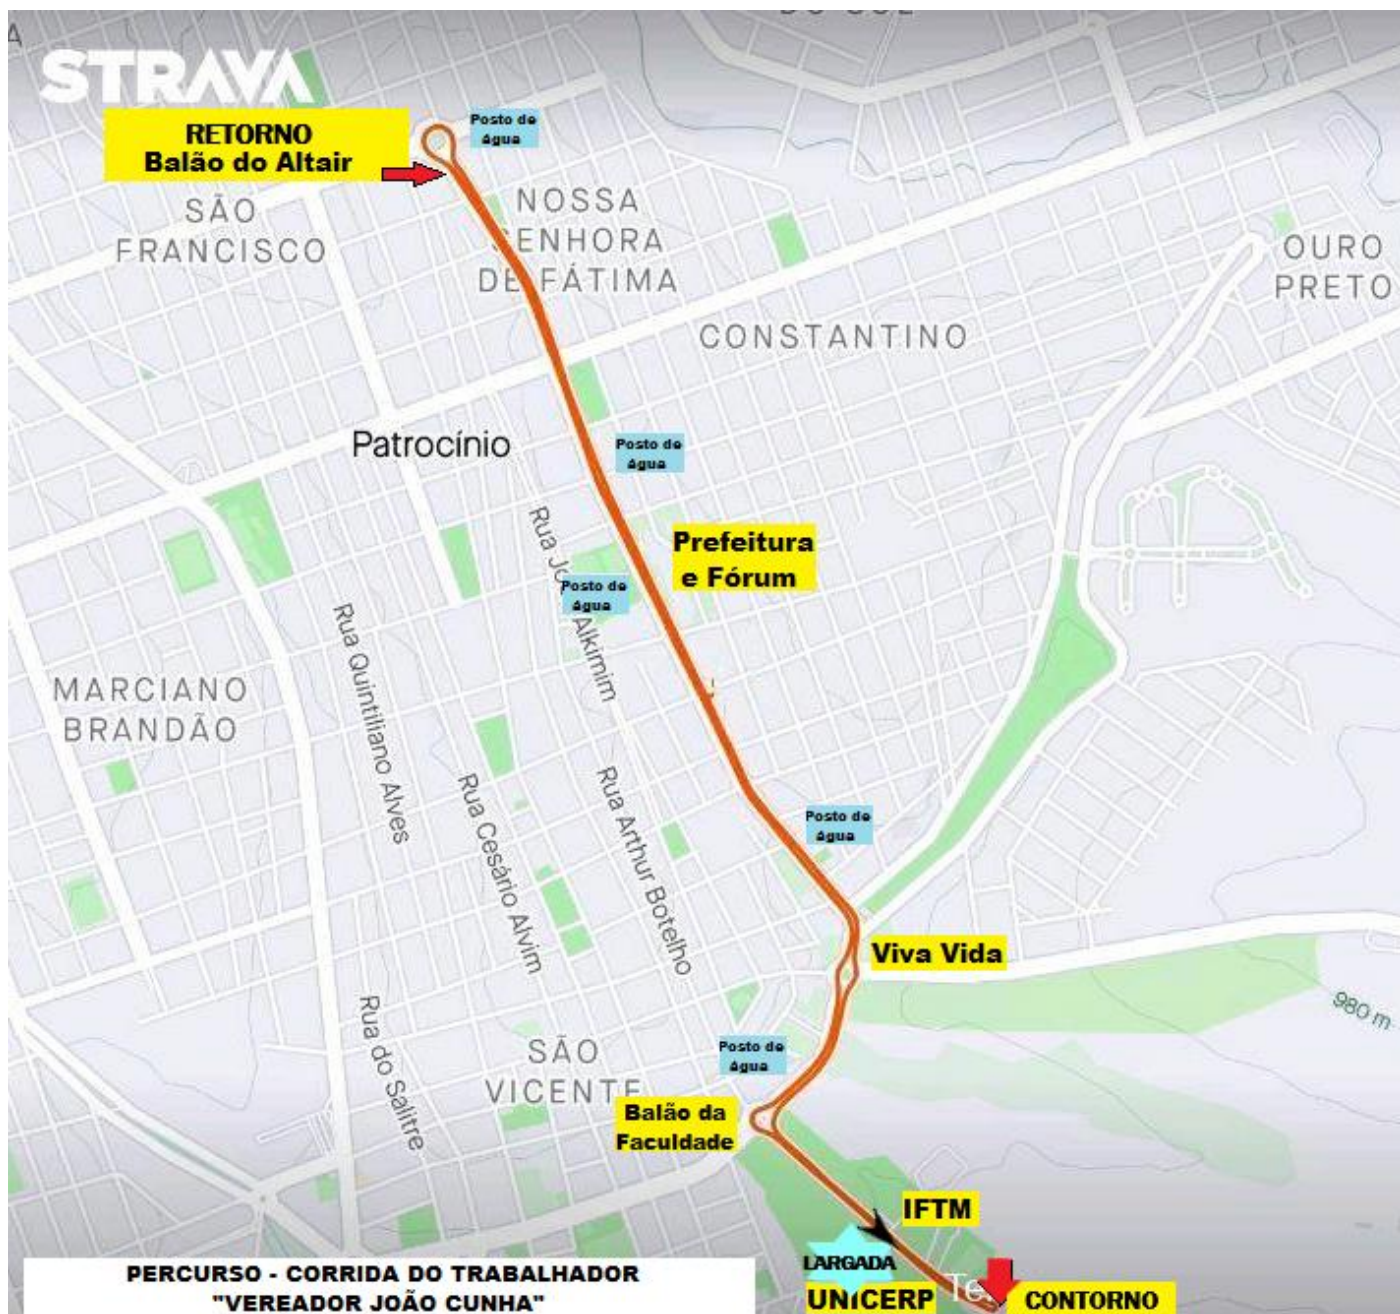 STRAVA
RETORNO
Balão do Altair
Posto de
água
SÃO
FRANCISCO
NOSSA
SENHORA
DE FÁTIMA
OURO
PRETO
CONSTANTINO
Patrocínio
Posto de
água
Prefeitura
e Fórum
Posto de
água
Alkimim
Rua Quintiliano Alves
MARCIANO
BRANDÃO
Rua Cesário Alvim
Rua Arthur Botelho
Posto de
água
Viva Vida
980 m
Rua do Salitre
SÃO
VICENTE
Posto de
água
Balão da
Faculdade
IFTM
LARGADA
UNICERP
CONTORNO
PERCURSO - CORRIDA DO TRABALHADOR
"VEREADOR JOÃO CUNHA"